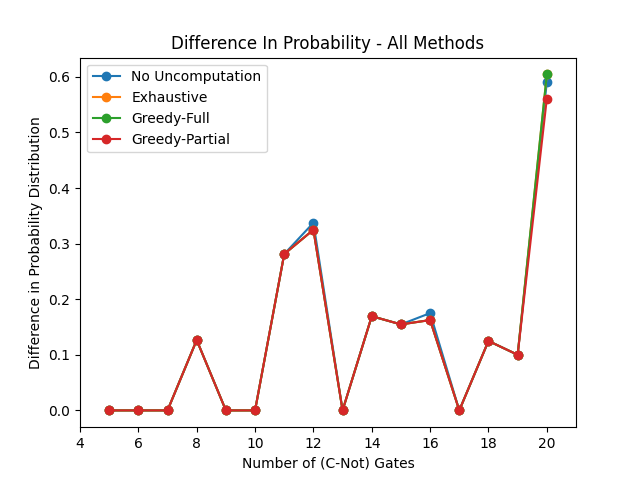 Difference In Probability - All Methods
No Uncomputation
Exhaustive
Greedy-Full
Greedy-Partial
Difference in Probability Distribution
0.6
0.5
0.4
0.3
0.2
0.1
0.0
4 6 8 10 12 14 16 18 20
Number of (C-Not) Gates